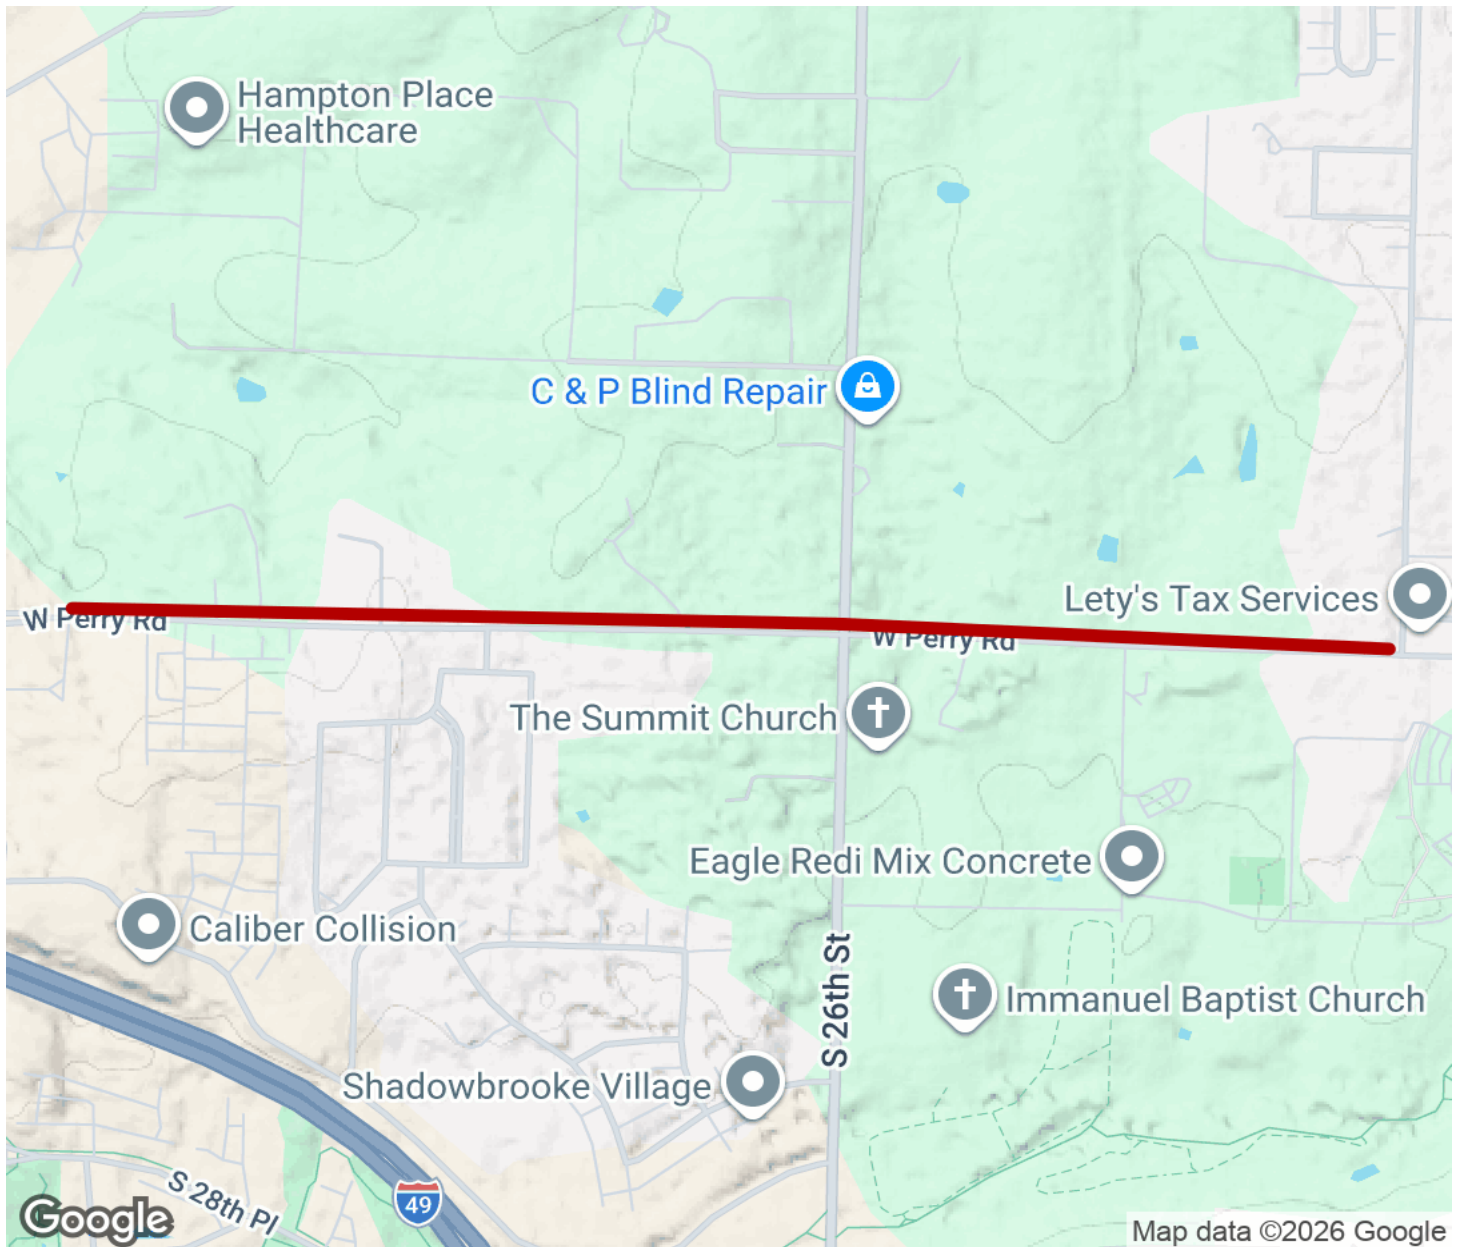 Hampton Place
Healthcare
C & P Blind Repair
Lety's Tax Services
W Perry Rd
W Perry Rd
The Summit Church
Eagle Redi Mix Concrete
Caliber Collision
S 26th St
Immanuel Baptist Church
Shadowbrooke Village
S 28th Pl
49
Google
Map data ©2026 Google